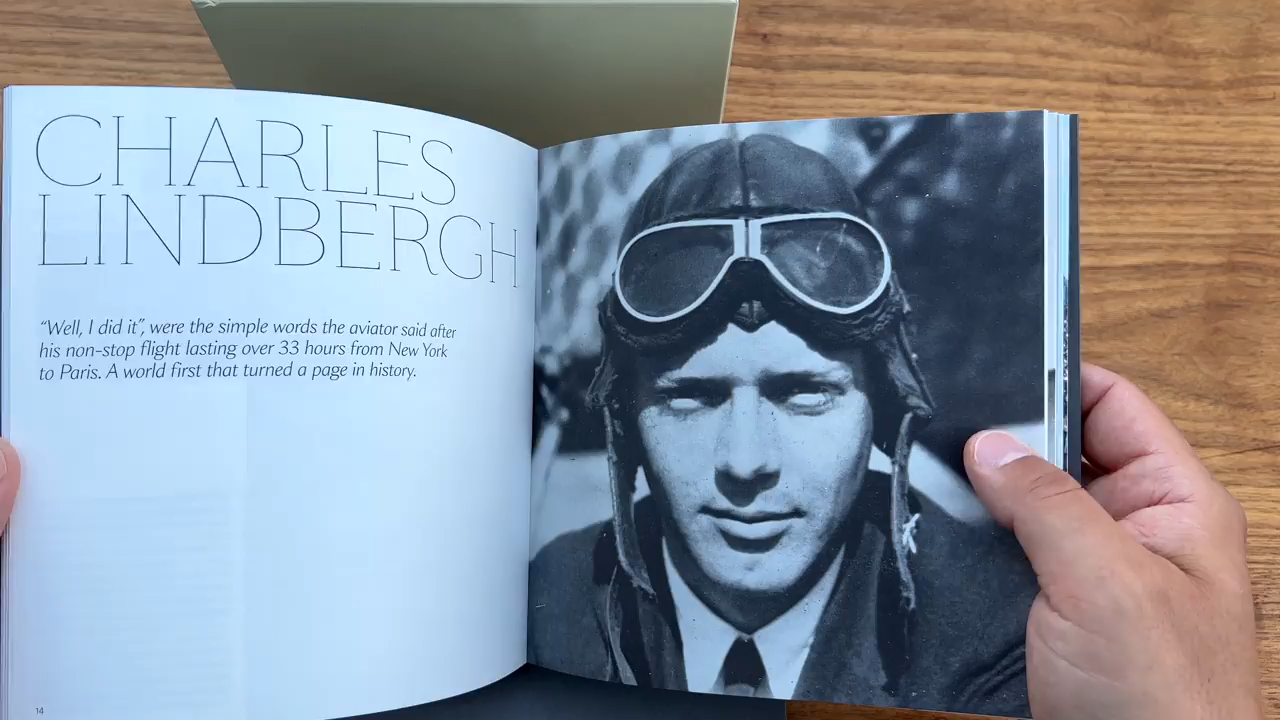 CHARLES
LINDBERGH
“Well, I did it”, were the simple words the aviator said after
his non-stop flight lasting over 33 hours from New York
to Paris. A world first that turned a page in history.
14